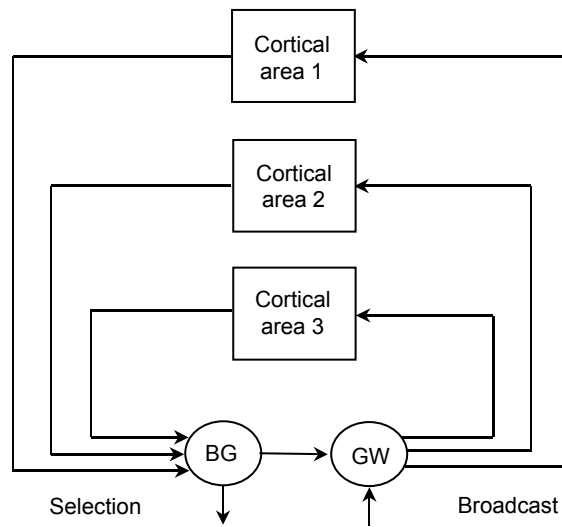 Cortical
area 1
Cortical
area 2
Cortical
area 3
BG
GW
Selection
Broadcast